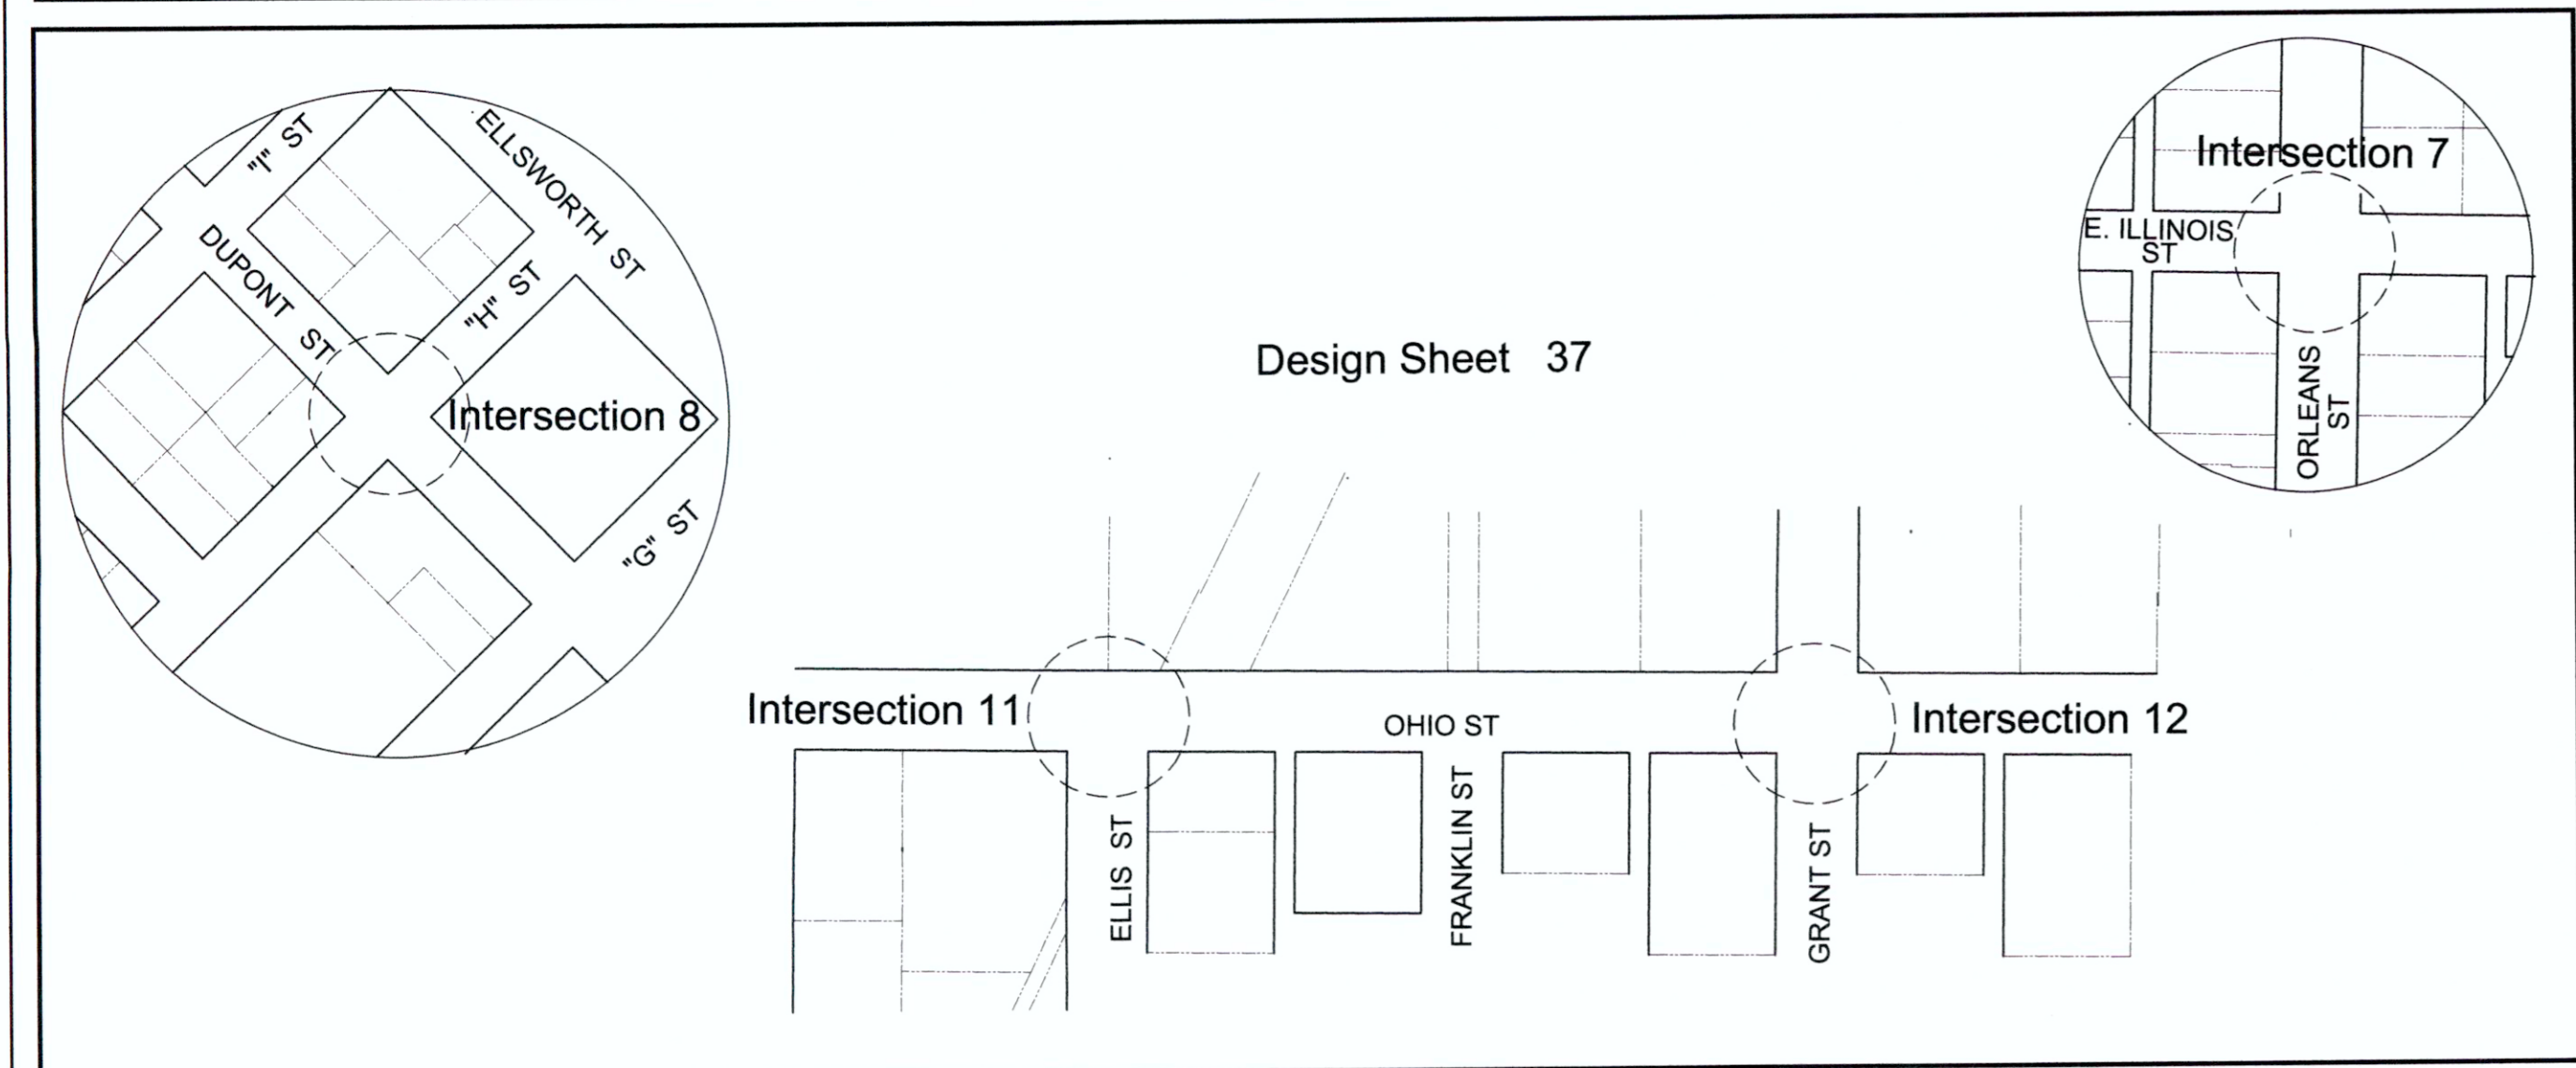 "I" ST
ELLSWORTH ST
DUPONT ST
"H" ST
Intersection 8
"G" ST
Design Sheet 37
Intersection 7
E. ILLINOIS
ST
ORLEANS
ST
Intersection 11
OHIO ST
Intersection 12
ELLIS ST
FRANKLIN ST
GRANT ST